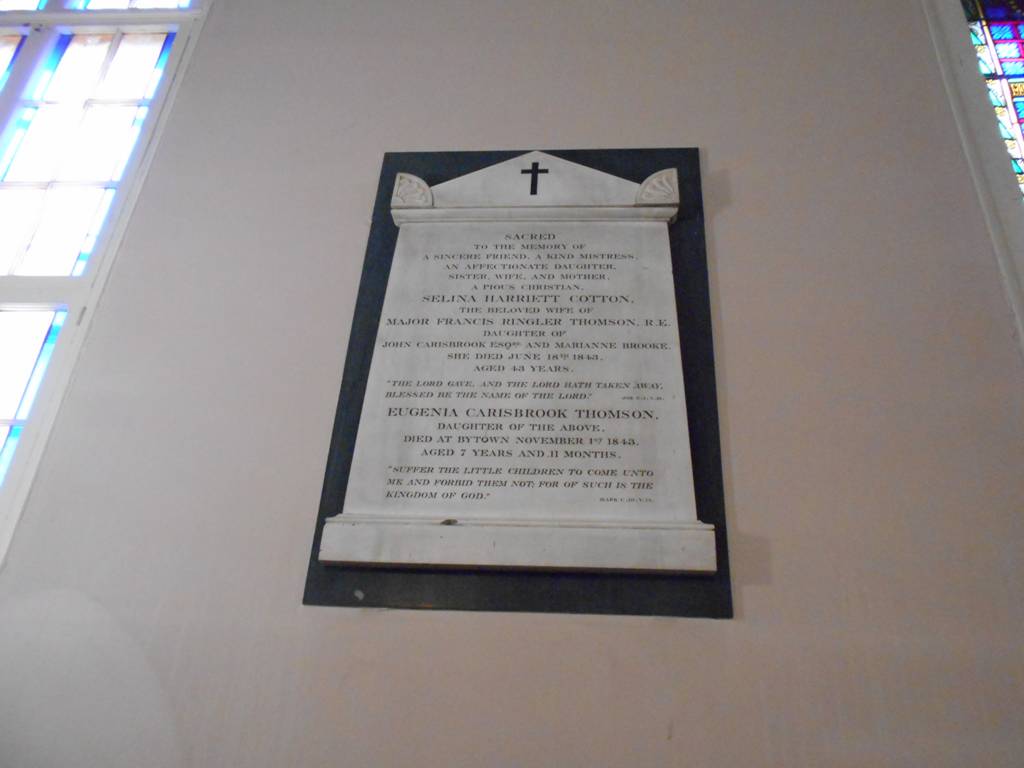 SACRED
TO THE MEMORY OF
A SINCERE FRIEND, A KIND MISTRESS,
AN AFFECTIONATE DAUGHTER,
SISTER, WIFE, AND MOTHER,
A PIOUS CHRISTIAN,
SELINA HARRIETT COTTON,
THE BELOVED WIFE OF
MAJOR FRANCIS RINGLER THOMSON, R.E.
DAUGHTER OF
JOHN CARISBROOK ESQRE AND MARIANNE BROOKE.
SHE DIED JUNE 18TH 1843,
AGED 43 YEARS.
"THE LORD GAVE, AND THE LORD HATH TAKEN AWAY,
BLESSED BE THE NAME OF THE LORD."
EUGENIA CARISBROOK THOMSON,
DAUGHTER OF THE ABOVE,
DIED AT BYTOWN NOVEMBER 1ST 1843,
AGED 7 YEARS AND 11 MONTHS.
"SUFFER THE LITTLE CHILDREN TO COME UNTO
ME AND FORBID THEM NOT; FOR OF SUCH IS THE
KINGDOM OF GOD."